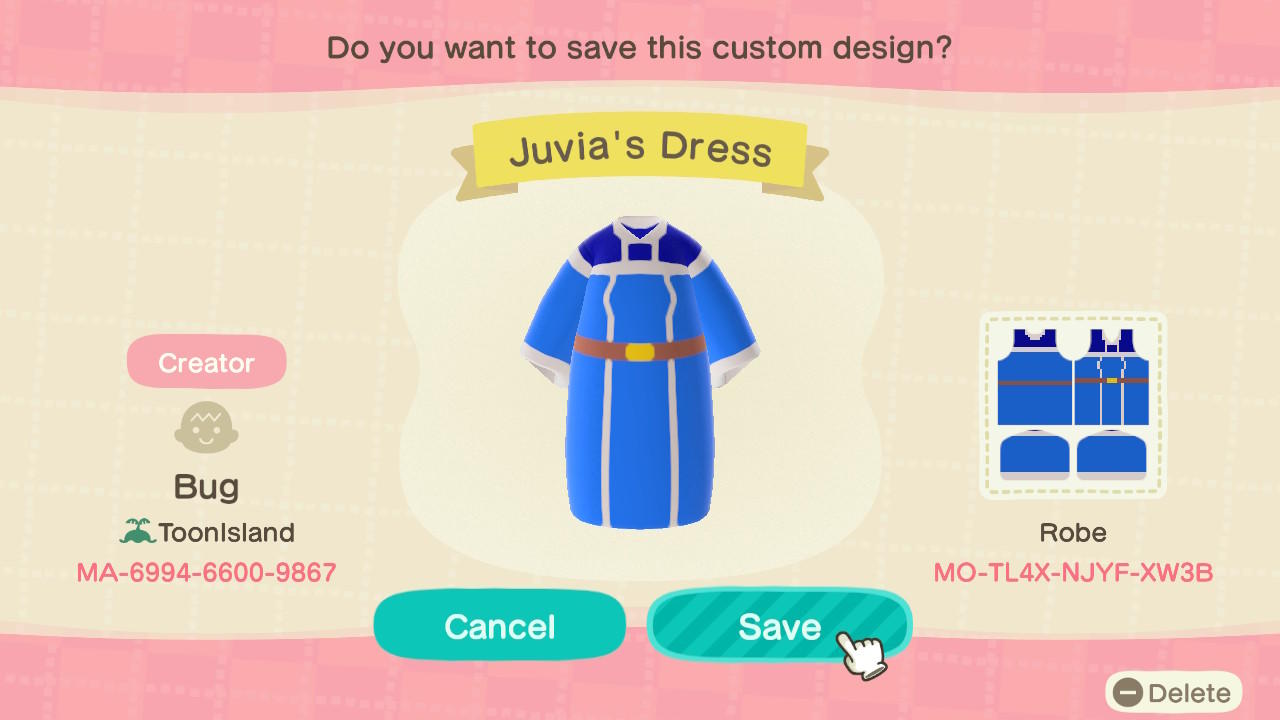 Do you want to save this custom design?
Juvia's Dress
Creator
Bug
ToonIsland
MA-6994-6600-9867
Robe
MO-TL4X-NJYF-XW3B
Cancel
Save
Delete